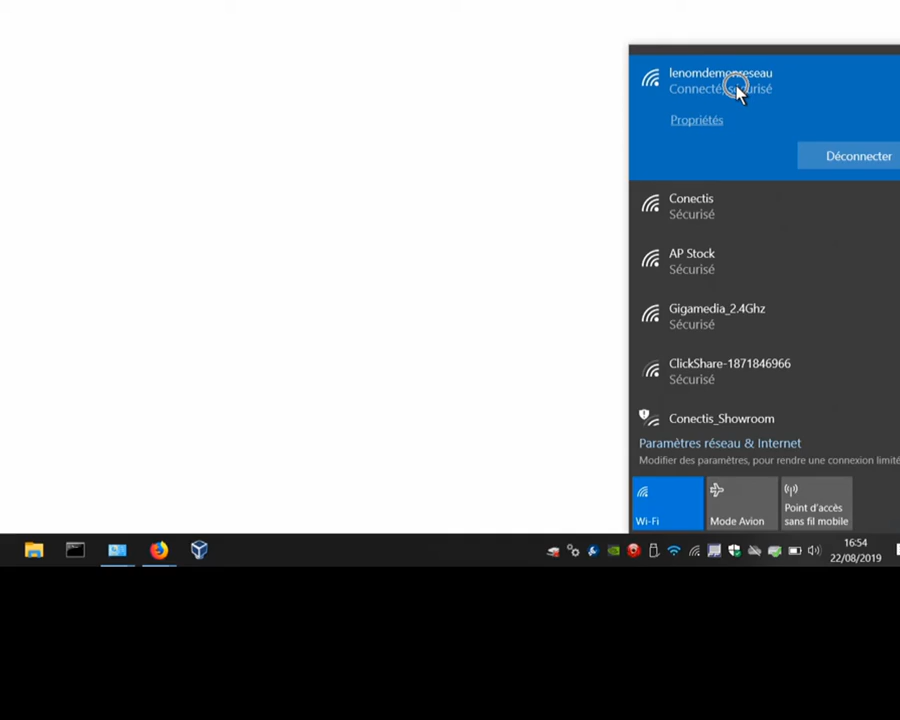 lenomdemonreseau
Connecté, sécurisé
Propriétés
Déconnecter
Conectis
Sécurisé
AP Stock
Sécurisé
Gigamedia_2.4Ghz
Sécurisé
ClickShare-1871846966
Sécurisé
Conectis_Showroom
Paramètres réseau & Internet
Modifier des paramètres, pour rendre une connexion limité
Wi-Fi
Mode Avion
Point d'accès
sans fil mobile
16:54
22/08/2019